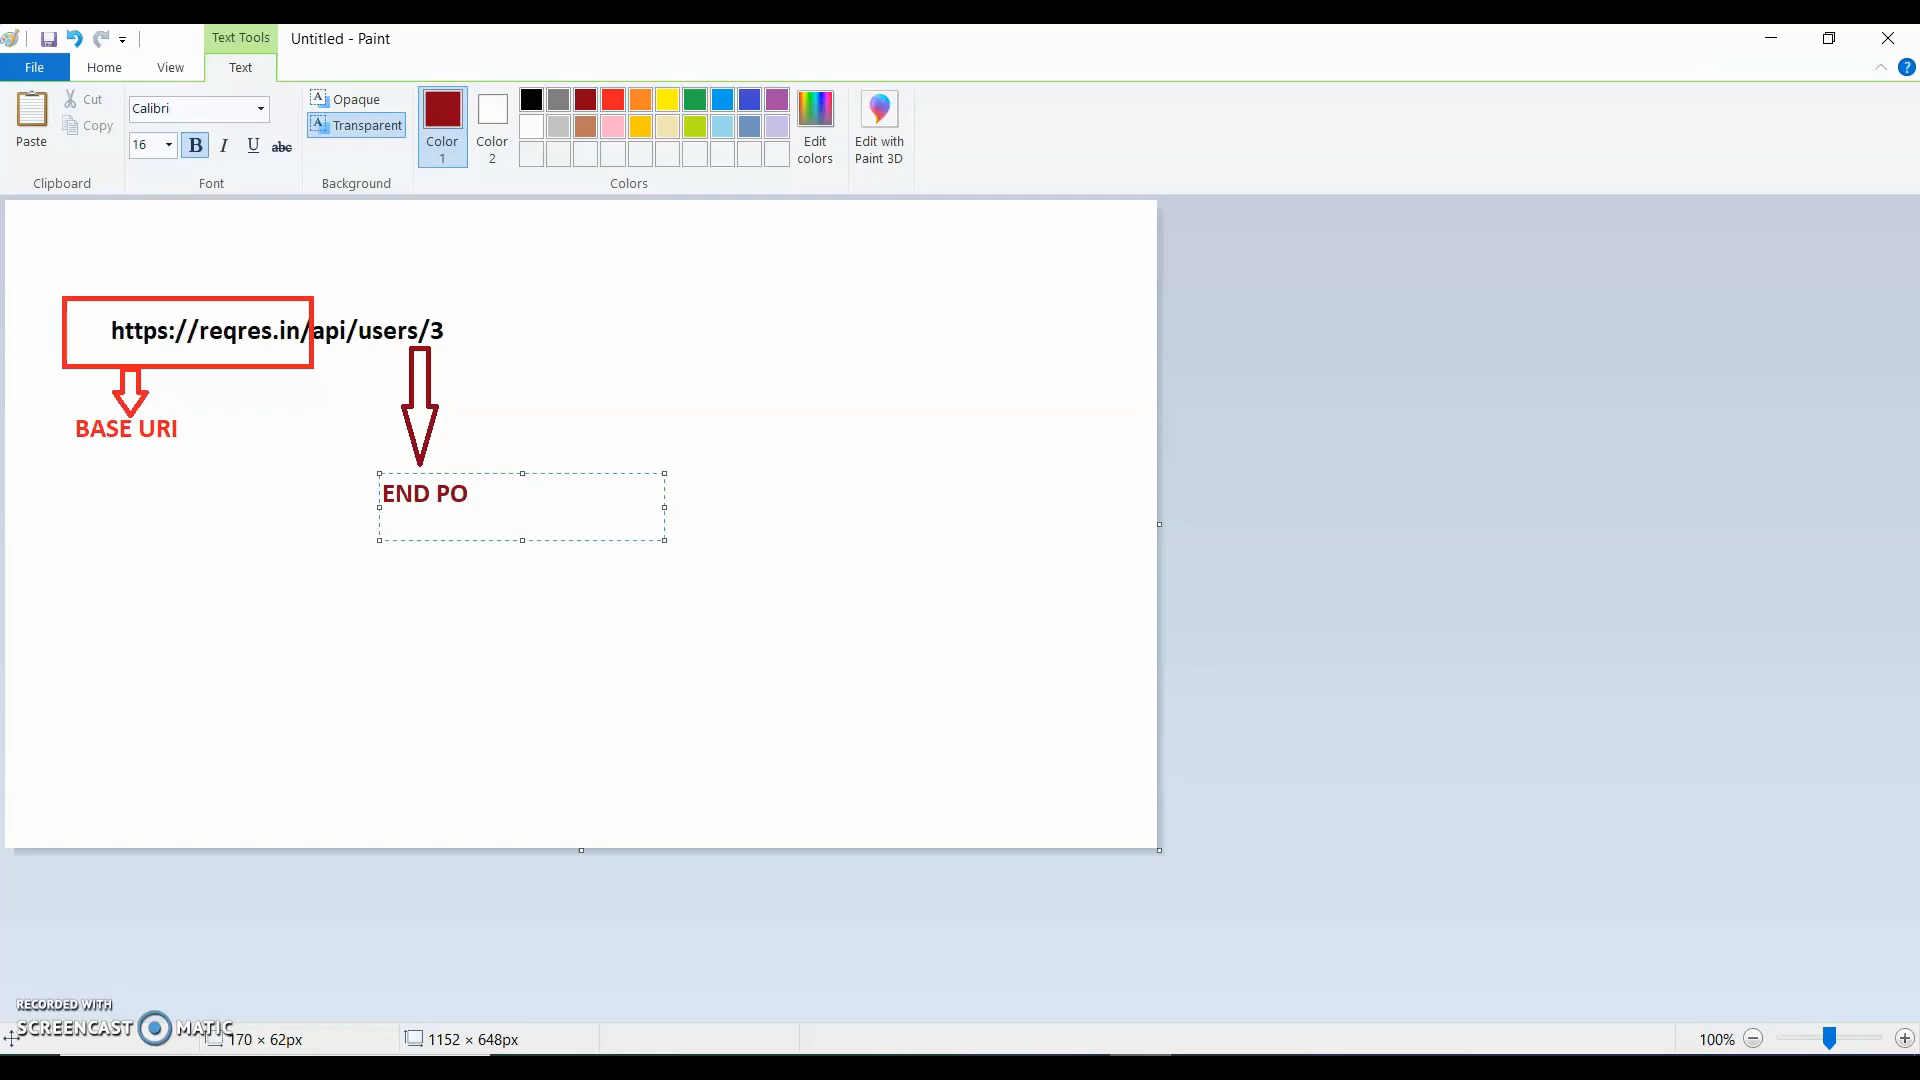 Text Tools
Untitled - Paint
File
Home
View
Text
Paste
Cut
Copy
Clipboard
Calibri
16
B I U abc
Font
Opaque
Transparent
Background
Color 1
Color 2
Edit colors
Colors
Edit with Paint 3D
https://reqres.in/api/users/3
BASE URI
END PO
RECORDED WITH
SCREENCAST MATIC
170 × 62px
1152 × 648px
100%